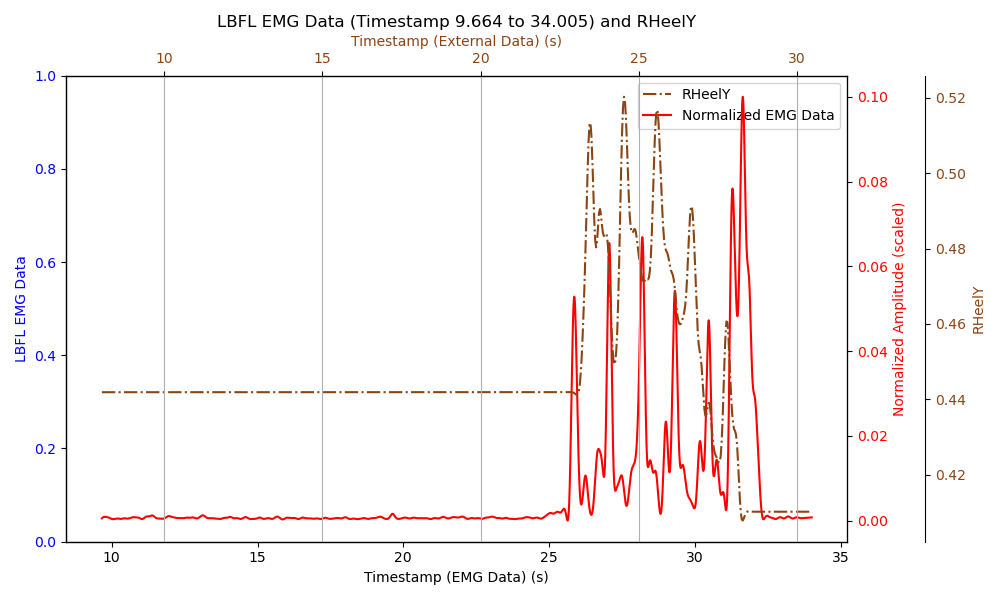 LBFL EMG Data (Timestamp 9.664 to 34.005) and RHeelY
Timestamp (External Data) (s)
10 15 20 25 30
1.0
0.8
0.6
0.4
0.2
0.0
LBFL EMG Data
RHeelY
Normalized EMG Data
0.10
0.08
0.06
0.04
0.02
0.00
Normalized Amplitude (scaled)
0.52
0.50
0.48
0.46
0.44
0.42
RHeelY
10 15 20 25 30 35
Timestamp (EMG Data) (s)